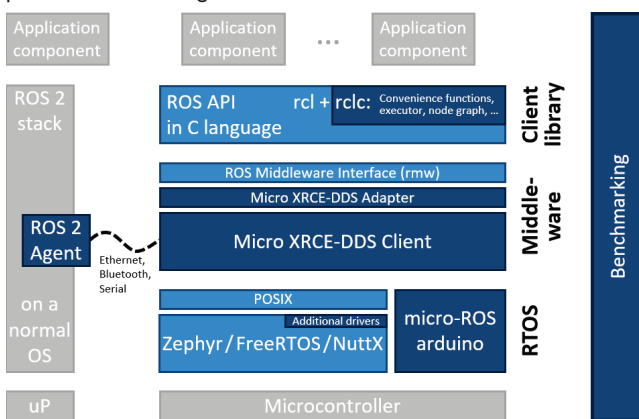 Application
component
Application
component
...
Application
component
ROS 2
stack
ROS API
in C language
rcl + rclc:
Convenience functions,
executor, node graph, ...
Client
library
ROS Middleware Interface (rmw)
Micro XRCE-DDS Adapter
Micro XRCE-DDS Client
Middle-
ware
ROS 2
Agent
Ethernet,
Bluetooth,
Serial
on a
normal
OS
POSIX
Additional drivers
Zephyr/FreeRTOS/NuttX
micro-ROS
arduino
RTOS
uP
Microcontroller
Benchmarking